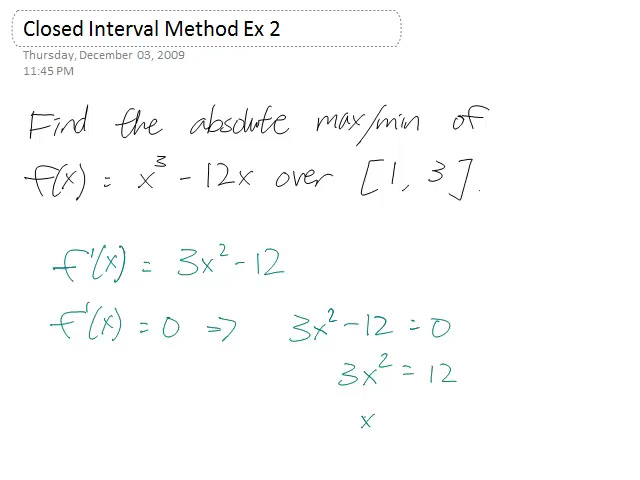 Closed Interval Method Ex 2
Thursday, December 03, 2009
11:45 PM
Find the absolute max/min of
f(x) = x³ - 12x over [1, 3].
f'(x) = 3x² - 12
f'(x) = 0 => 3x² - 12 = 0
3x² = 12
x